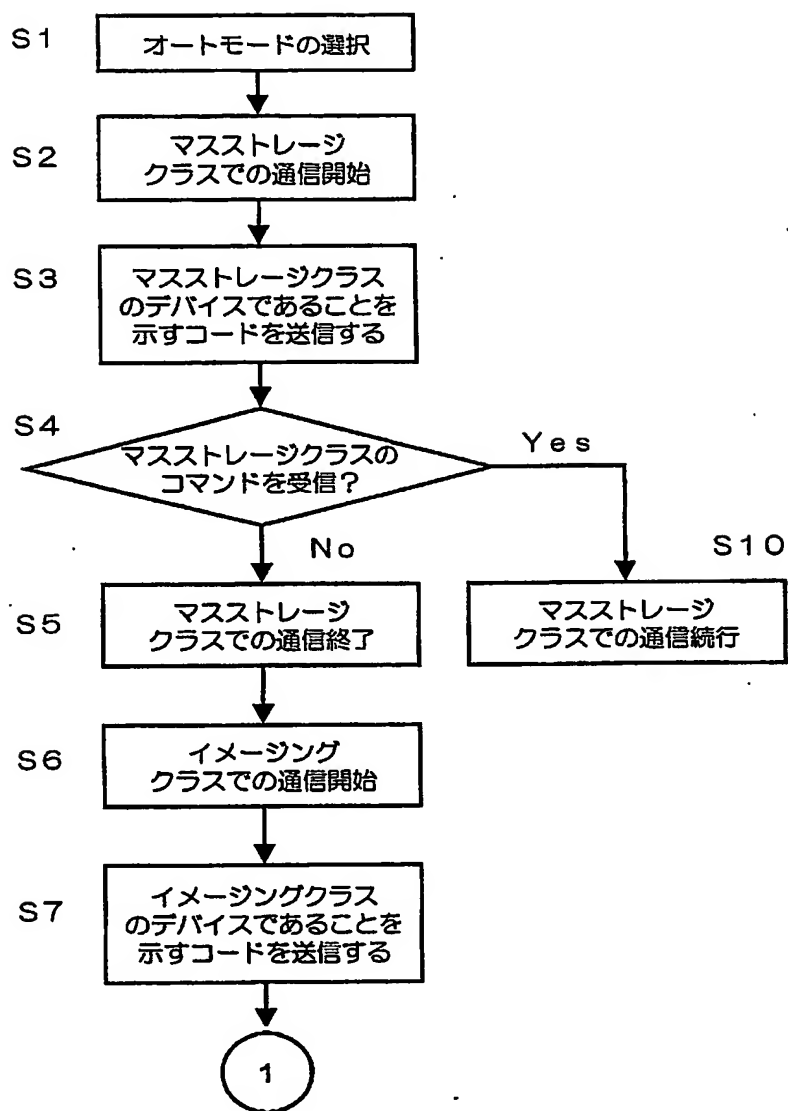 S1
オートモードの選択
S2
マスストレージ
クラスでの通信開始
S3
マスストレージクラス
のデバイスであることを
示すコードを送信する
S4
マスストレージクラスの
コマンドを受信?
Yes
No
S10
マスストレージ
クラスでの通信続行
S5
マスストレージ
クラスでの通信終了
S6
イメージング
クラスでの通信開始
S7
イメージングクラス
のデバイスであることを
示すコードを送信する
1